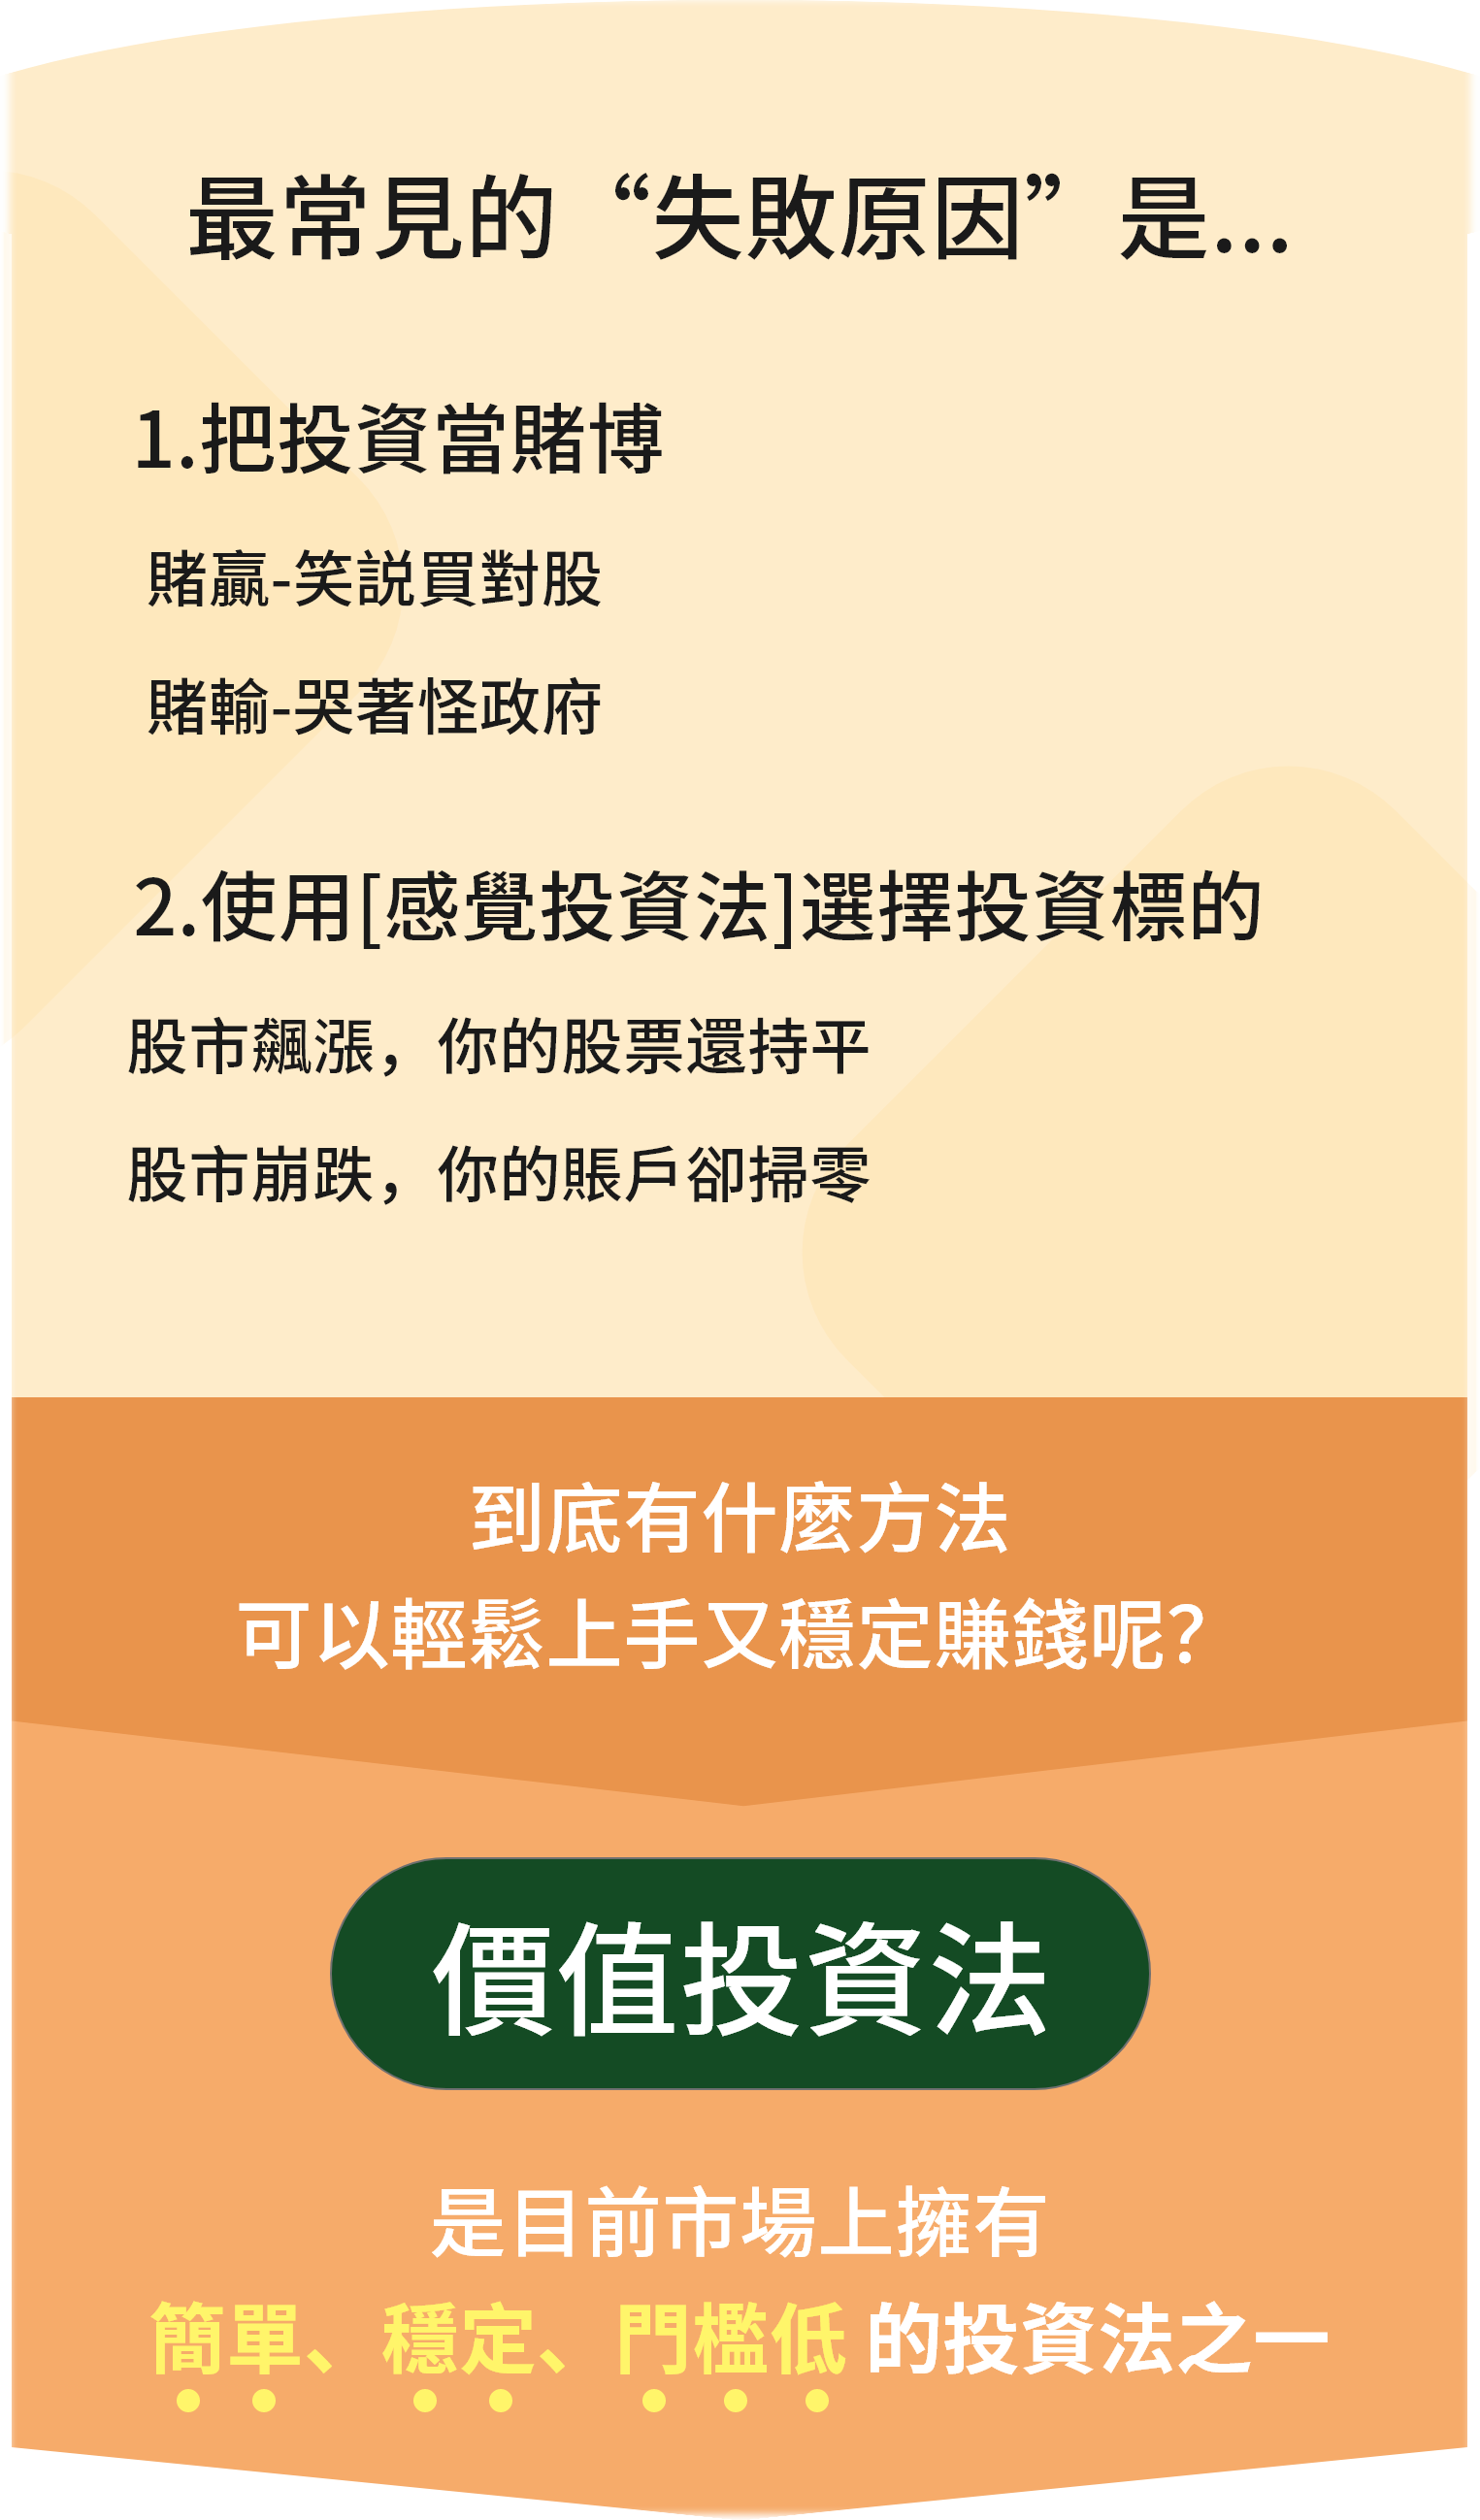 最常見的“失敗原因”是...
1.把投資當賭博
賭贏-笑説買對股
賭輸-哭著怪政府
2.使用[感覺投資法]選擇投資標的
股市飆漲，你的股票還持平
股市崩跌，你的賬戶卻掃零
到底有什麼方法
可以輕鬆上手又穩定賺錢呢？
價值投資法
是目前市場上擁有
簡單、穩定、門檻低的投資法之一